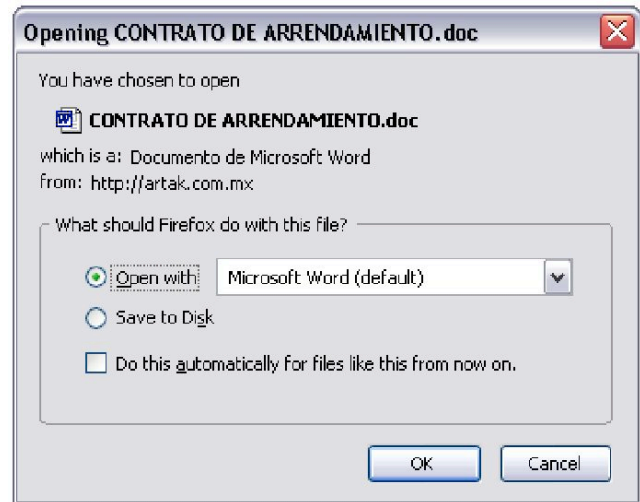 Opening CONTRATO DE ARRENDAMIENTO.doc
You have chosen to open
CONTRATO DE ARRENDAMIENTO.doc
which is a: Documento de Microsoft Word
from: http://artak.com.mx
What should Firefox do with this file?
Open with Microsoft Word (default)
Save to Disk
Do this automatically for files like this from now on.
OK Cancel